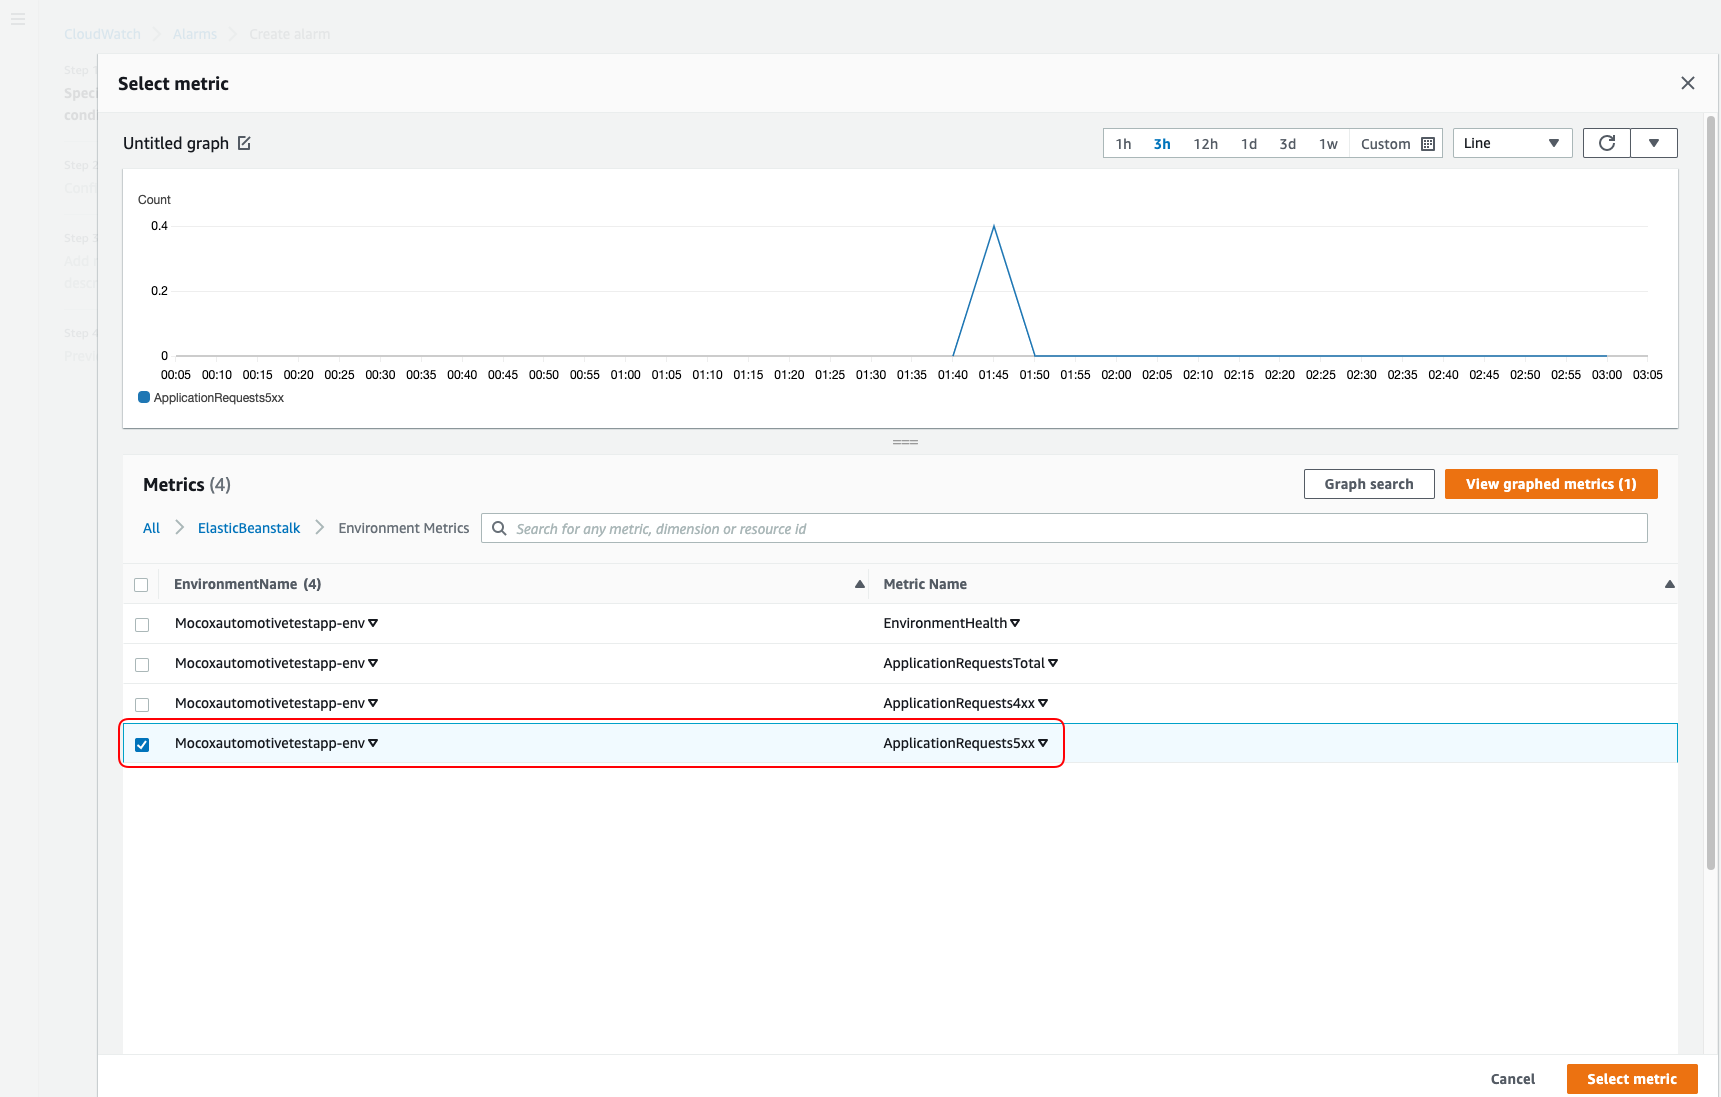 CloudWatch > Alarms > Create alarm
Step 1
Speci
condi
Step 2
Conf
Step 3
Add
descr
Step 4
Previ
Select metric
Untitled graph
1h 3h 12h 1d 3d 1w Custom
Line
Count
0.4
0.2
0
00:05 00:10 00:15 00:20 00:25 00:30 00:35 00:40 00:45 00:50 00:55 01:00 01:05 01:10 01:15 01:20 01:25 01:30 01:35 01:40 01:45 01:50 01:55 02:00 02:05 02:10 02:15 02:20 02:25 02:30 02:35 02:40 02:45 02:50 02:55 03:00 03:05
ApplicationRequests5xx
Metrics (4)
Graph search
View graphed metrics (1)
All > ElasticBeanstalk > Environment Metrics
Search for any metric, dimension or resource id
EnvironmentName (4) Metric Name
Mocoxautomotivetestapp-env EnvironmentHealth
Mocoxautomotivetestapp-env ApplicationRequestsTotal
Mocoxautomotivetestapp-env ApplicationRequests4xx
Mocoxautomotivetestapp-env ApplicationRequests5xx
Cancel
Select metric